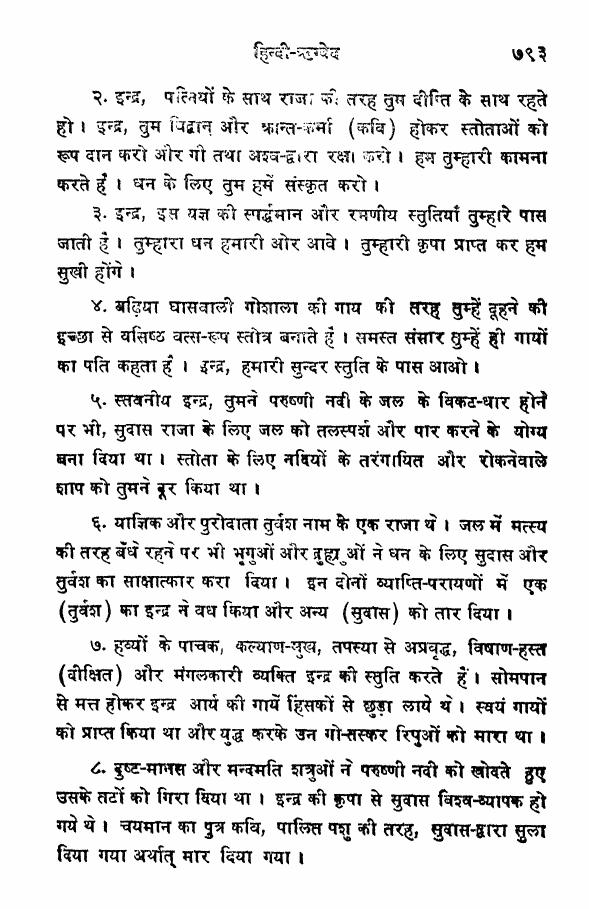 हिन्दी-ऋग्वेद ७९३
२. इन्द्र, पत्नियों के साथ राजा की तरह तुम दीप्ति के साथ रहते
हो । इन्द्र, तुम विद्वान् और क्रान्त-कर्मा (कवि) होकर स्तोताओं को
रूप दान करो और गौ तथा अश्व-द्वारा रक्षा करो । हम तुम्हारी कामना
करते हैं । धन के लिए तुम हमें संस्कृत करो ।
३. इन्द्र, इस यज्ञ की स्पर्द्धमान और रमणीय स्तुतियाँ तुम्हारे पास
जाती हैं । तुम्हारा धन हमारी ओर आवे । तुम्हारी कृपा प्राप्त कर हम
सुखी होंगे ।
४. बढ़िया घासवाली गोशाला की गाय की तरह तुम्हें दूहने की
इच्छा से वसिष्ठ वत्स-रूप स्तोत्र बनाते हैं । समस्त संसार तुम्हें ही गायों
का पति कहता है । इन्द्र, हमारी सुन्दर स्तुति के पास आओ ।
५. स्तवनीय इन्द्र, तुमने परुष्णी नदी के जल के विकट-धार होने
पर भी, सुदास राजा के लिए जल को तलस्पर्श और पार करने के योग्य
बना दिया था । स्तोता के लिए नदियों के तरंगायित और रोकनेवाले
शाप को तुमने दूर किया था ।
६. याज्ञिक और पुरोदाता तुर्वश नाम के एक राजा थे । जल में मत्स्य
की तरह बँधे रहने पर भी भृगुओं और द्रुह्युओं ने धन के लिए सुदास और
तुर्वश का साक्षात्कार करा दिया । इन दोनों व्याप्ति-परायणों में एक
(तुर्वश) का इन्द्र ने वध किया और अन्य (सुदास) को तार दिया ।
७. हव्यों के पाचक, कल्याण-मुख, तपस्या से अप्रवृद्ध, विषाण-हस्त
(दीक्षित) और मंगलकारी व्यक्ति इन्द्र की स्तुति करते हैं । सोमपान
से मत्त होकर इन्द्र आर्य की गायें हिंसकों से छुड़ा लाये थे । स्वयं गायों
को प्राप्त किया था और युद्ध करके उन गो-तस्कर रिपुओं को मारा था ।
८. दुष्ट-मानस और मन्दमति शत्रुओं ने परुष्णी नदी को खोदते हुए
उसके तटों को गिरा दिया था । इन्द्र की कृपा से सुदास विश्व-व्यापक हो
गये थे । चयमान का पुत्र कवि, पालित पशु की तरह, सुदास-द्वारा सुला
दिया गया अर्थात् मार दिया गया ।